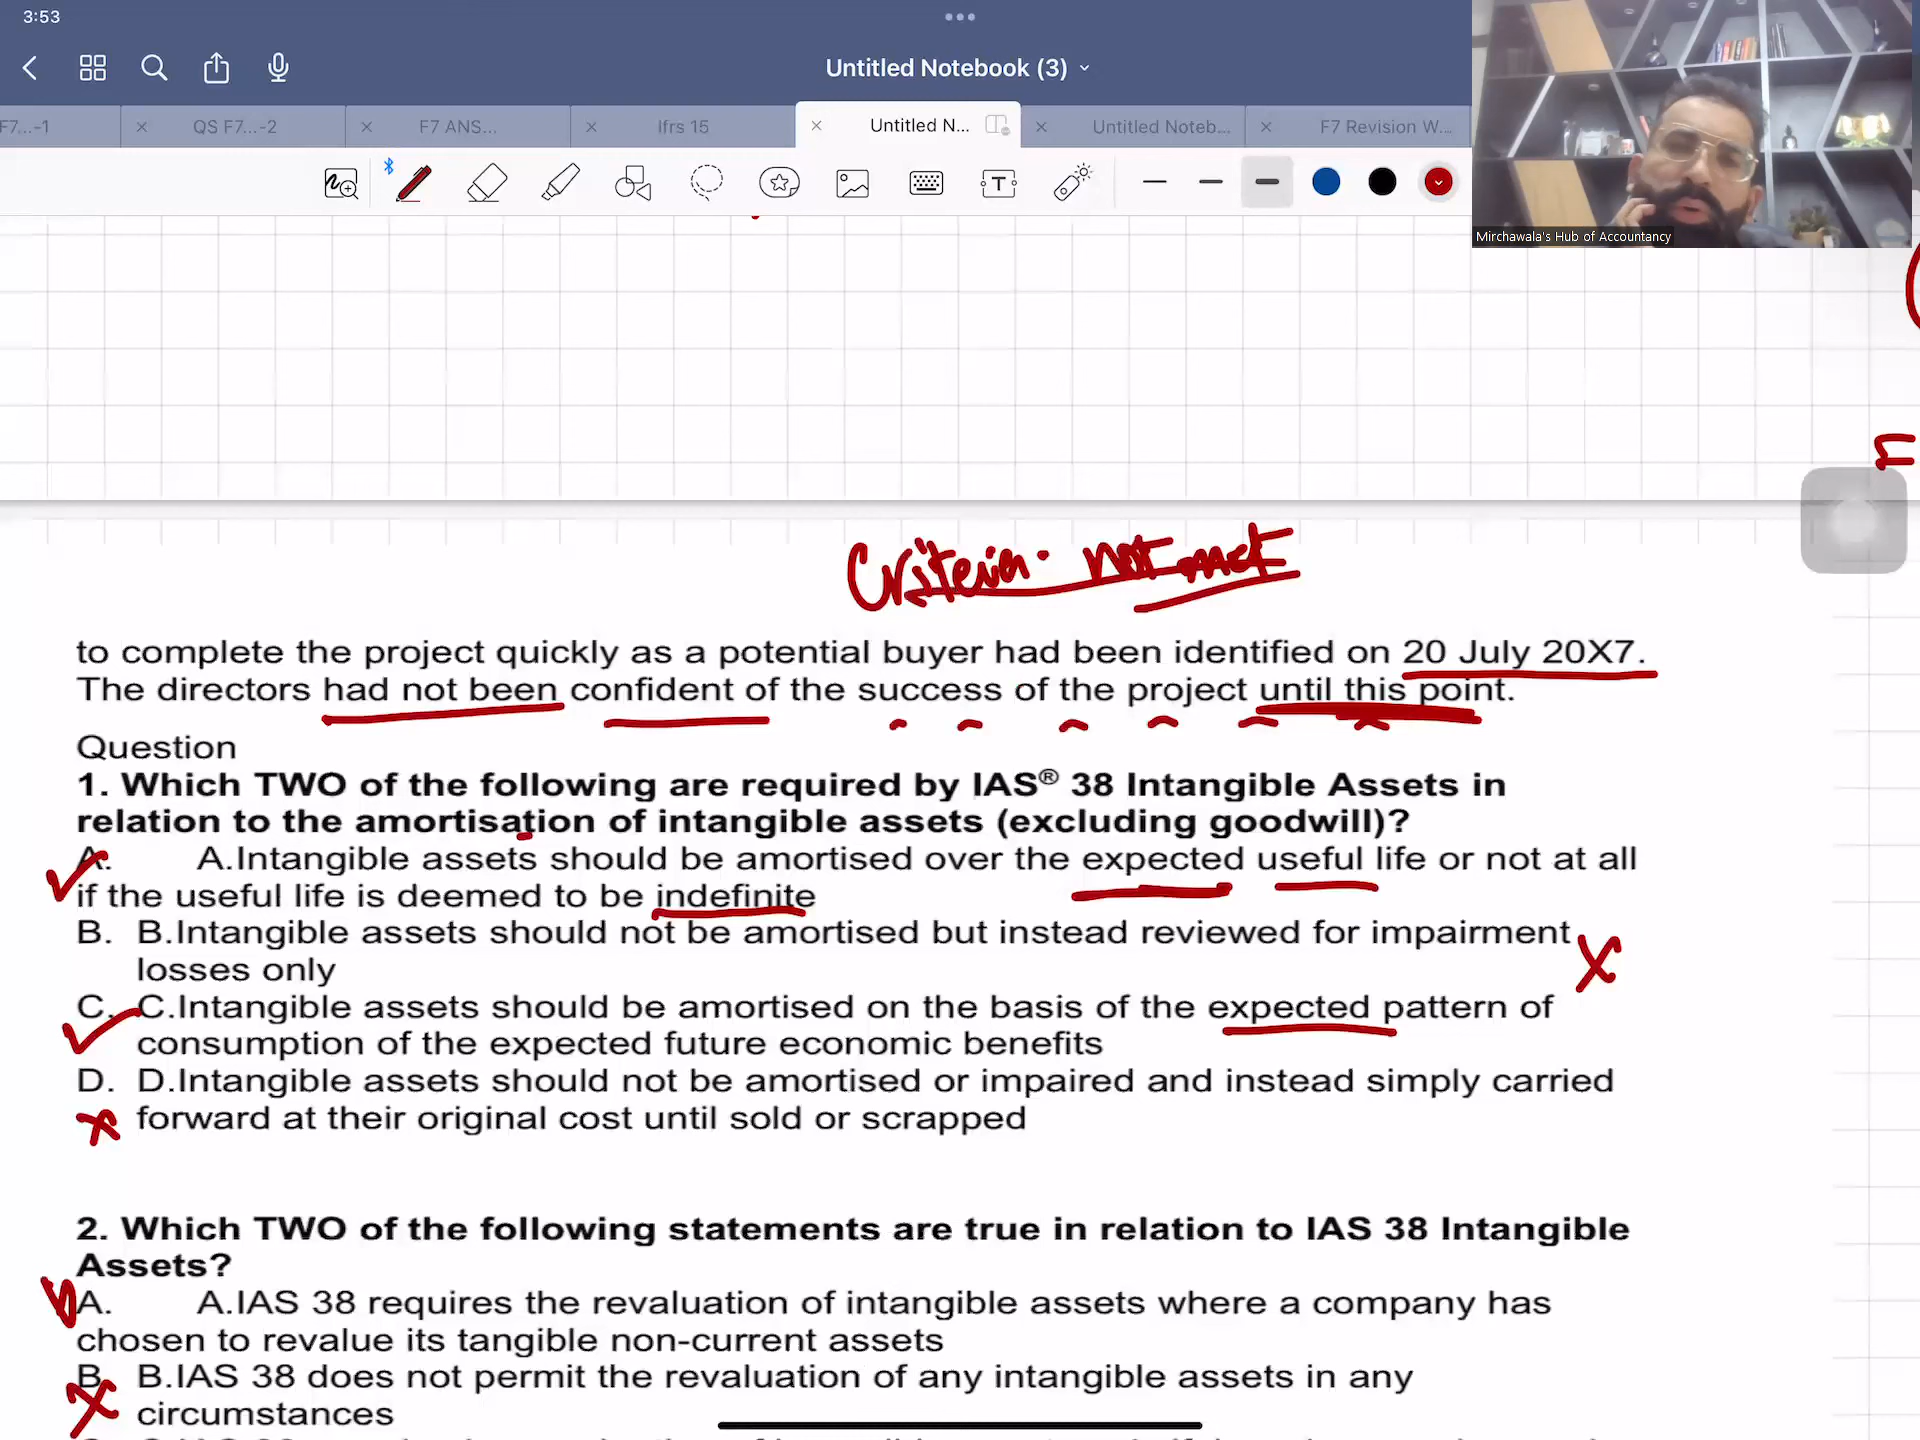 3:53
Untitled Notebook (3)
F7...-1
QS F7...-2
F7 ANS...
Ifrs 15
Untitled N...
Untitled Noteb...
F7 Revision W...
Mirchawala's Hub of Accountancy
Criteria. not met
to complete the project quickly as a potential buyer had been identified on 20 July 20X7.
The directors had not been confident of the success of the project until this point.
Question
1. Which TWO of the following are required by IAS® 38 Intangible Assets in
relation to the amortisation of intangible assets (excluding goodwill)?
A. A.Intangible assets should be amortised over the expected useful life or not at all
if the useful life is deemed to be indefinite
B. B.Intangible assets should not be amortised but instead reviewed for impairment
losses only
C. C.Intangible assets should be amortised on the basis of the expected pattern of
consumption of the expected future economic benefits
D. D.Intangible assets should not be amortised or impaired and instead simply carried
forward at their original cost until sold or scrapped
2. Which TWO of the following statements are true in relation to IAS 38 Intangible
Assets?
A. A.IAS 38 requires the revaluation of intangible assets where a company has
chosen to revalue its tangible non-current assets
B. B.IAS 38 does not permit the revaluation of any intangible assets in any
circumstances